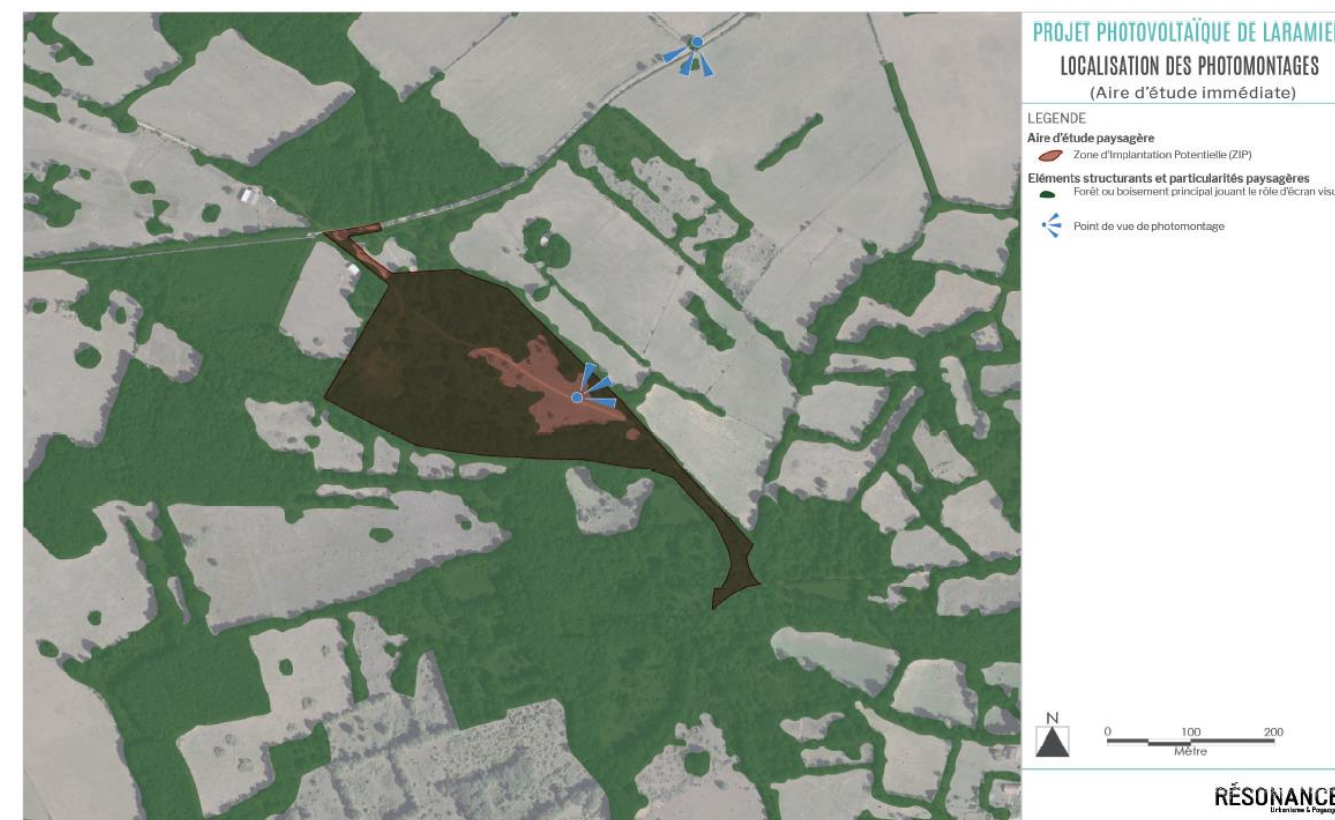 PROJET PHOTOVOLTAÏQUE DE LARAMIE
LOCALISATION DES PHOTOMONTAGES
(Aire d'étude immédiate)
LEGENDE
Aire d'étude paysagère
Zone d'Implantation Potentielle (ZIP)
Eléments structurants et particularités paysagères
Forêt ou boisement principal jouant le rôle d'écran visu
Point de vue de photomontage
N
0 100 200
Mètre
RÉSONANCE
Urbanisme & Paysag